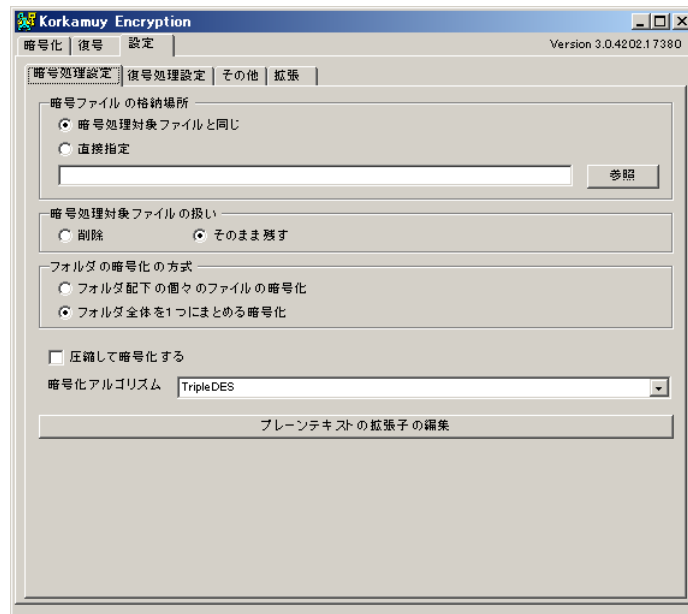 Korkamuy Encryption
暗号化 復号 設定 Version 3.0.4202.17380
暗号処理設定 復号処理設定 その他 拡張
暗号ファイルの格納場所
暗号処理対象ファイルと同じ
直接指定
参照
暗号処理対象ファイルの扱い
削除 そのまま残す
フォルダの暗号化の方式
フォルダ配下の個々のファイルの暗号化
フォルダ全体を1つにまとめる暗号化
圧縮して暗号化する
暗号化アルゴリズム TripleDES
プレーンテキストの拡張子の編集